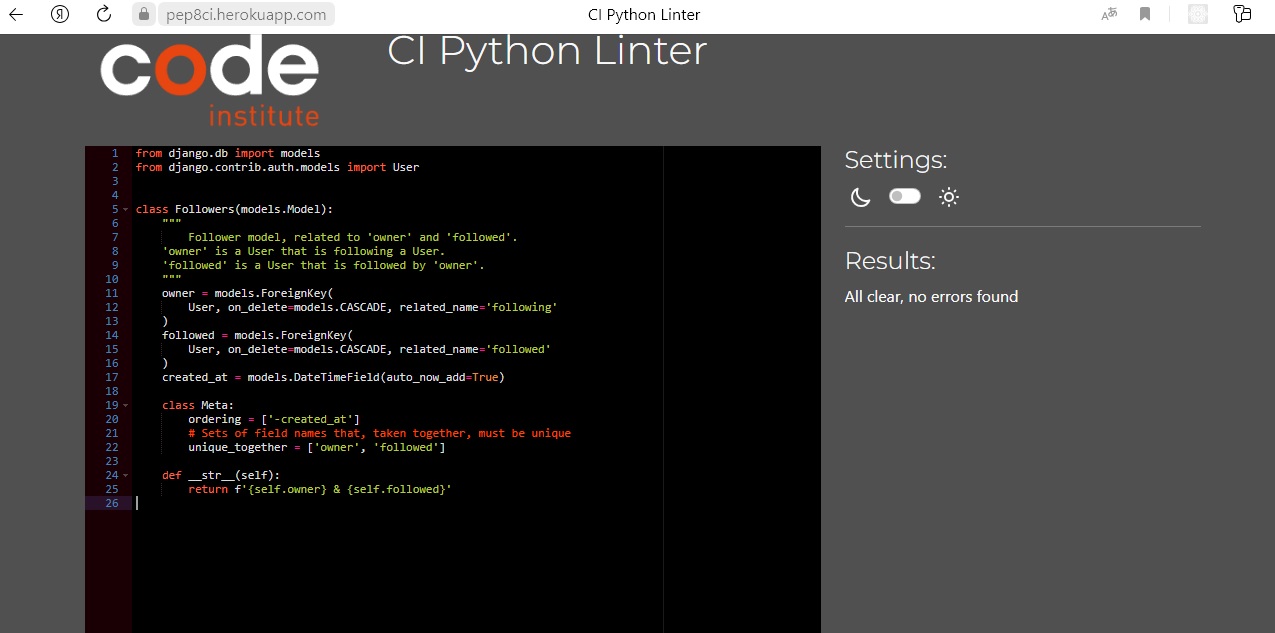 pep8ci.herokuapp.com
CI Python Linter
code
institute
CI Python Linter
1 from django.db import models
2 from django.contrib.auth.models import User
3
4
5 class Followers(models.Model):
6     """
7         Follower model, related to 'owner' and 'followed'.
8     'owner' is a User that is following a User.
9     'followed' is a User that is followed by 'owner'.
10     """
11     owner = models.ForeignKey(
12         User, on_delete=models.CASCADE, related_name='following'
13     )
14     followed = models.ForeignKey(
15         User, on_delete=models.CASCADE, related_name='followed'
16     )
17     created_at = models.DateTimeField(auto_now_add=True)
18
19     class Meta:
20         ordering = ['-created_at']
21         # Sets of field names that, taken together, must be unique
22         unique_together = ['owner', 'followed']
23
24     def __str__(self):
25         return f'{self.owner} & {self.followed}'
26
Settings:
Results:
All clear, no errors found